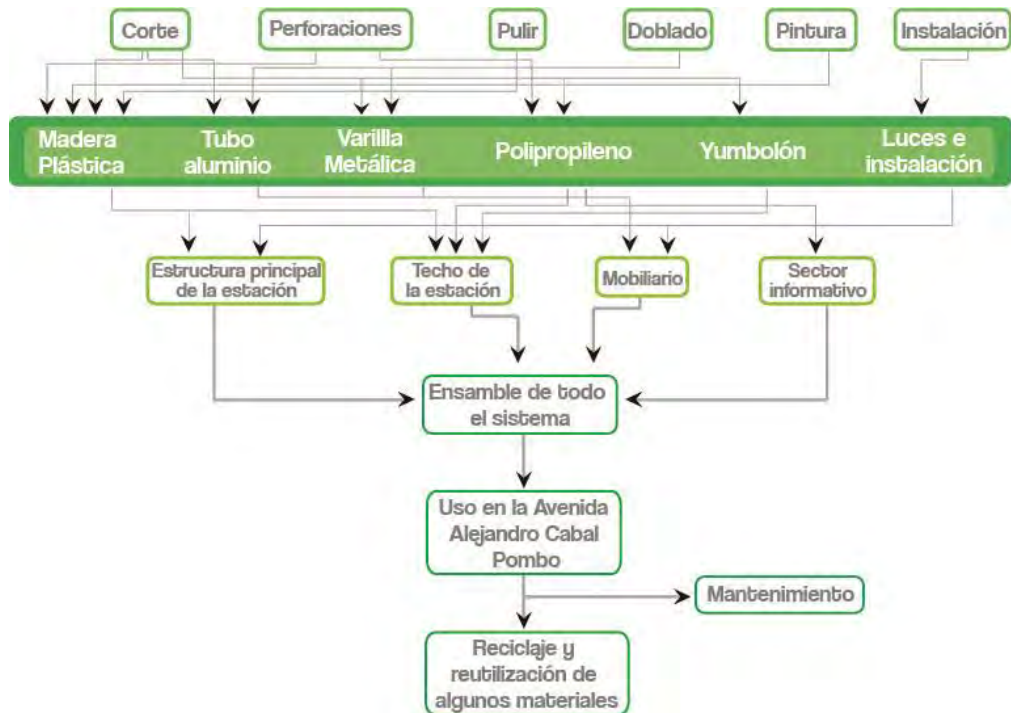 Corte
Perforaciones
Pulir
Doblado
Pintura
Instalación
Madera
Plástica
Tubo
aluminio
Varillla
Metálica
Polipropileno
Yumbolón
Luces e
instalación
Estructura principal
de la estación
Techo de
la estación
Mobiliario
Sector
informativo
Ensamble de todo
el sistema
Uso en la Avenida
Alejandro Cabal
Pombo
Mantenimiento
Reciclaje y
reutilización de
algunos materiales